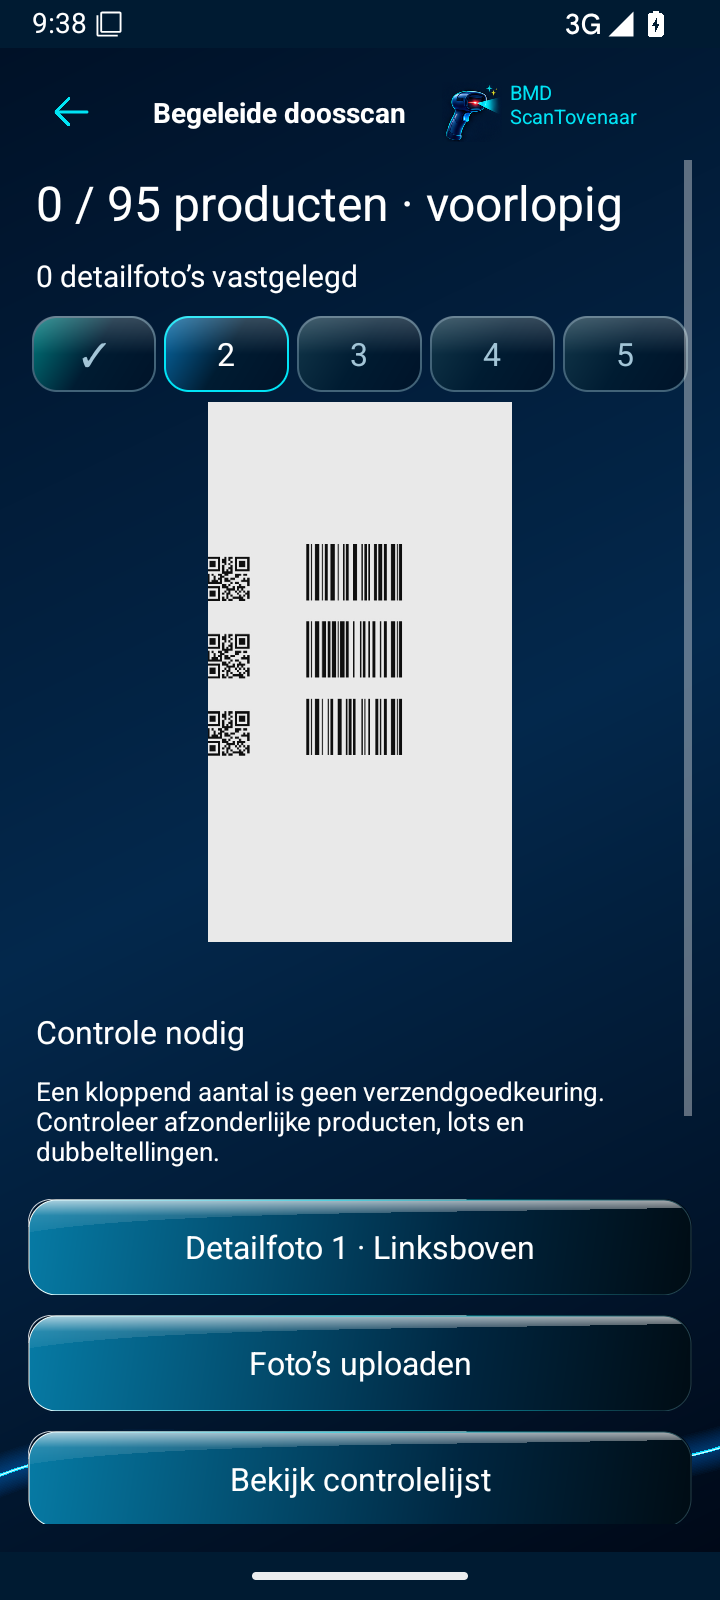 9:38
3G
Begeleide doosscan
BMD
ScanTovenaar
0 / 95 producten · voorlopig
0 detailfoto’s vastgelegd
✓ 2 3 4 5
Controle nodig
Een kloppend aantal is geen verzendgoedkeuring.
Controleer afzonderlijke producten, lots en
dubbeltellingen.
Detailfoto 1 · Linksboven
Foto’s uploaden
Bekijk controlelijst